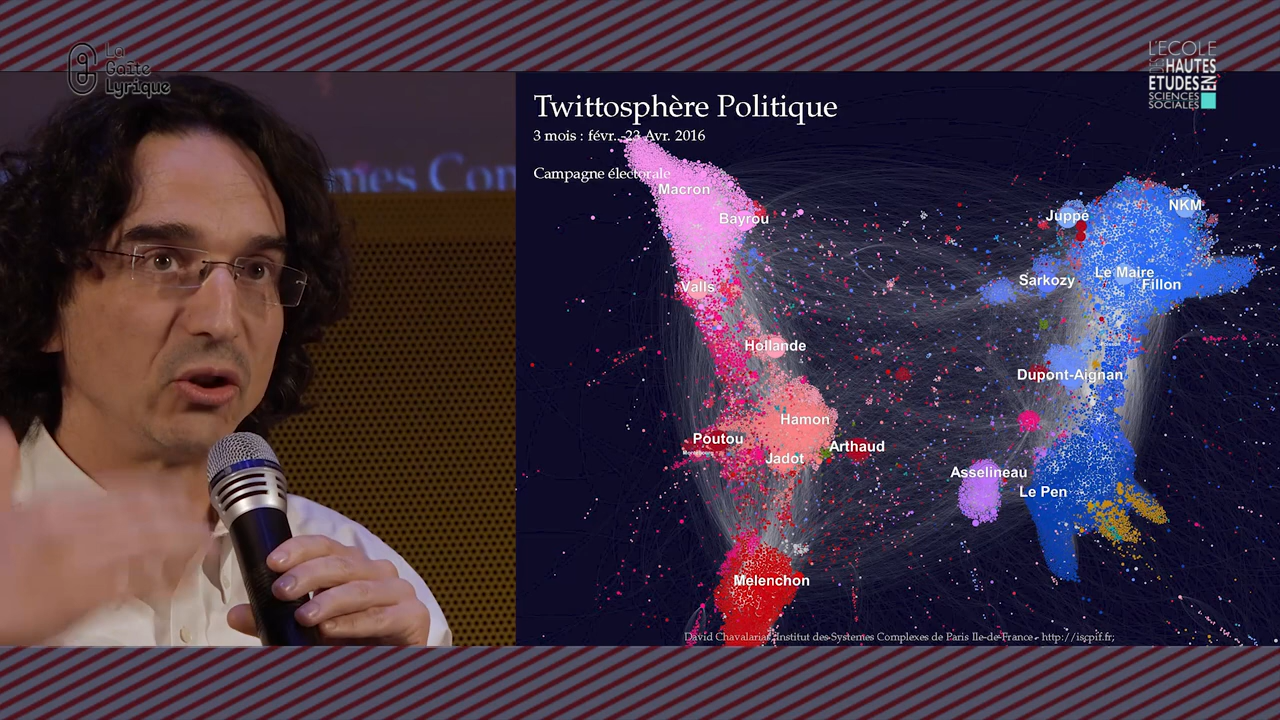 La
Gaîte
Lyrique
L'ECOLE
DES HAUTES
ETUDES EN
SCIENCES
SOCIALES
mes Con
Twittosphère Politique
3 mois : févr. -23 Avr. 2016
Campagne électorale
Macron
Bayrou
Valls
Hollande
Hamon
Poutou
Arthaud
Jadot
Melenchon
NKM
Juppe
Le Maire
Sarkozy
Fillon
Dupont-Aignan
Asselineau
Le Pen
David Chavalarias, Institut des Systemes Complexes de Paris Ile-de-France - http://iscpif.fr;